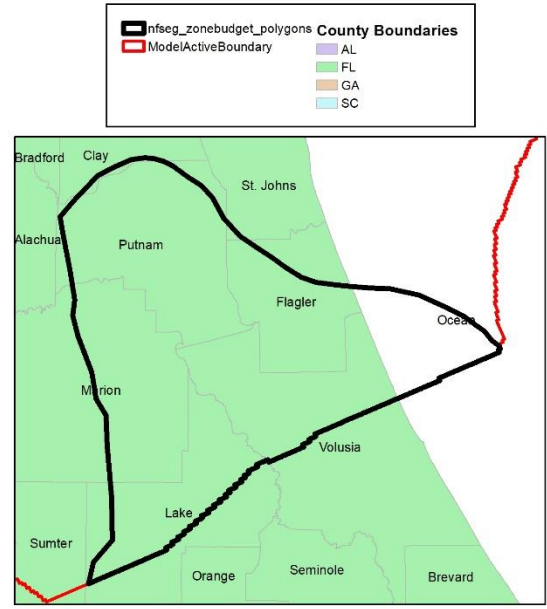 nfseg_zonebudget_polygons
ModelActiveBoundary
County Boundaries
AL
FL
GA
SC
Bradford
Clay
St. Johns
Alachua
Putnam
Flagler
Ocean
Marion
Volusia
Lake
Sumter
Orange
Seminole
Brevard